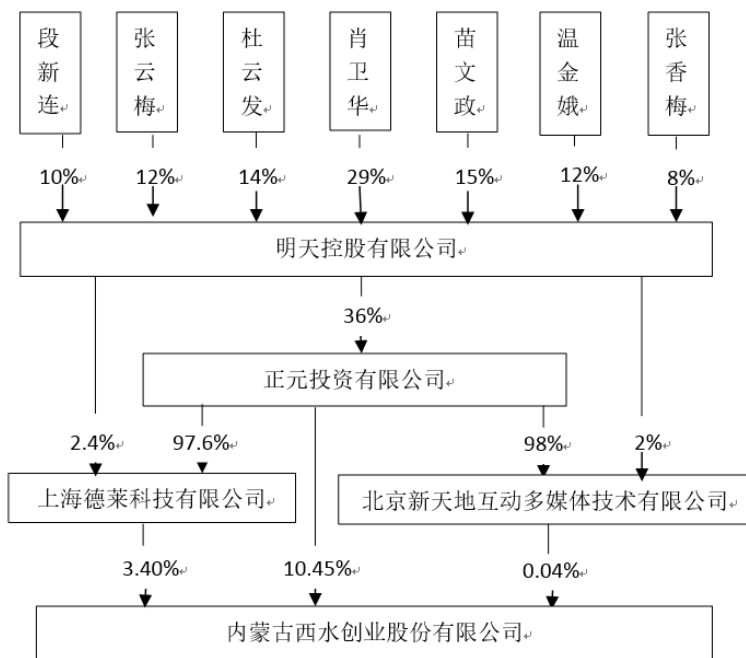 段新连
张云梅
杜云发
肖卫华
苗文政
温金娥
张香梅
10%
12%
14%
29%
15%
12%
8%
明天控股有限公司
36%
正元投资有限公司
2.4%
97.6%
98%
2%
上海德莱科技有限公司
北京新天地互动多媒体技术有限公司
3.40%
10.45%
0.04%
内蒙古西水创业股份有限公司